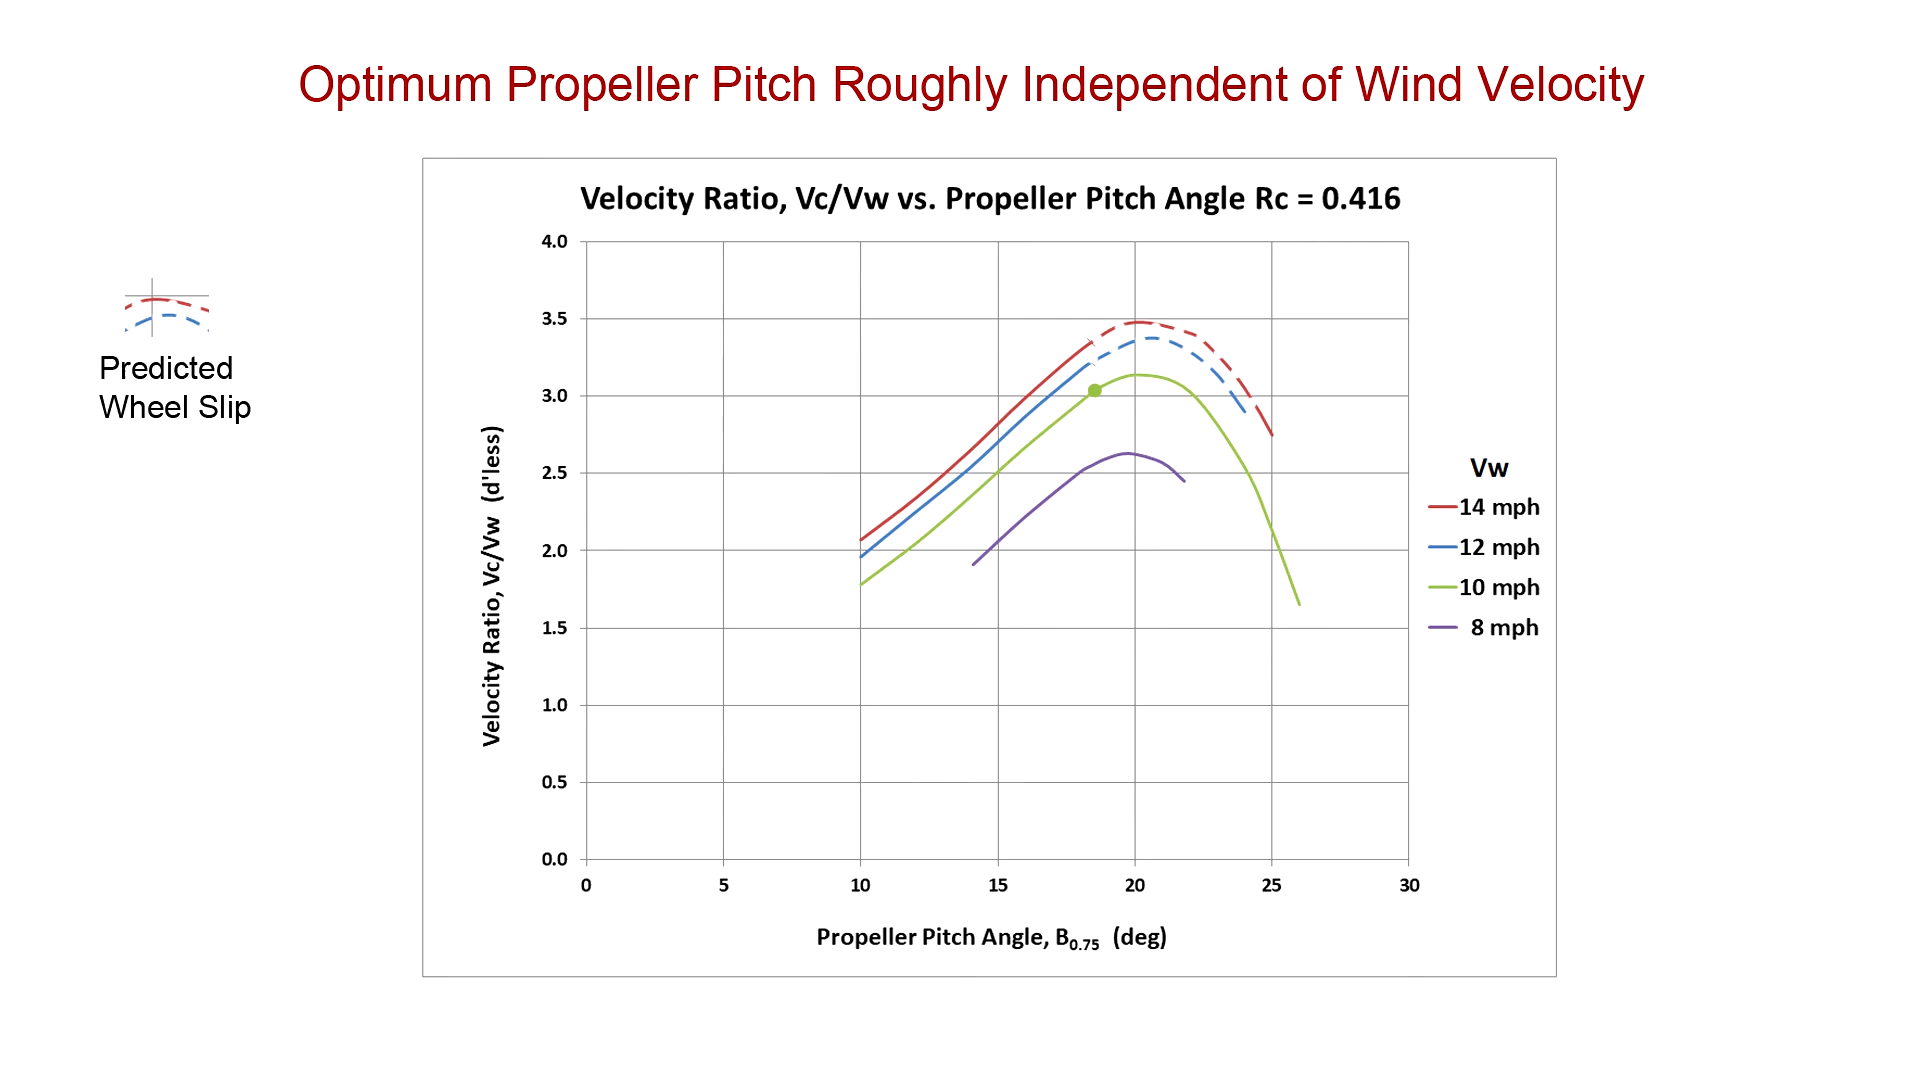 Optimum Propeller Pitch Roughly Independent of Wind Velocity
Predicted
Wheel Slip
Velocity Ratio, Vc/Vw vs. Propeller Pitch Angle Rc = 0.416
Velocity Ratio, Vc/Vw (d'less)
4.0
3.5
3.0
2.5
2.0
1.5
1.0
0.5
0.0
0 5 10 15 20 25 30
Propeller Pitch Angle, B0.75 (deg)
Vw
14 mph
12 mph
10 mph
8 mph